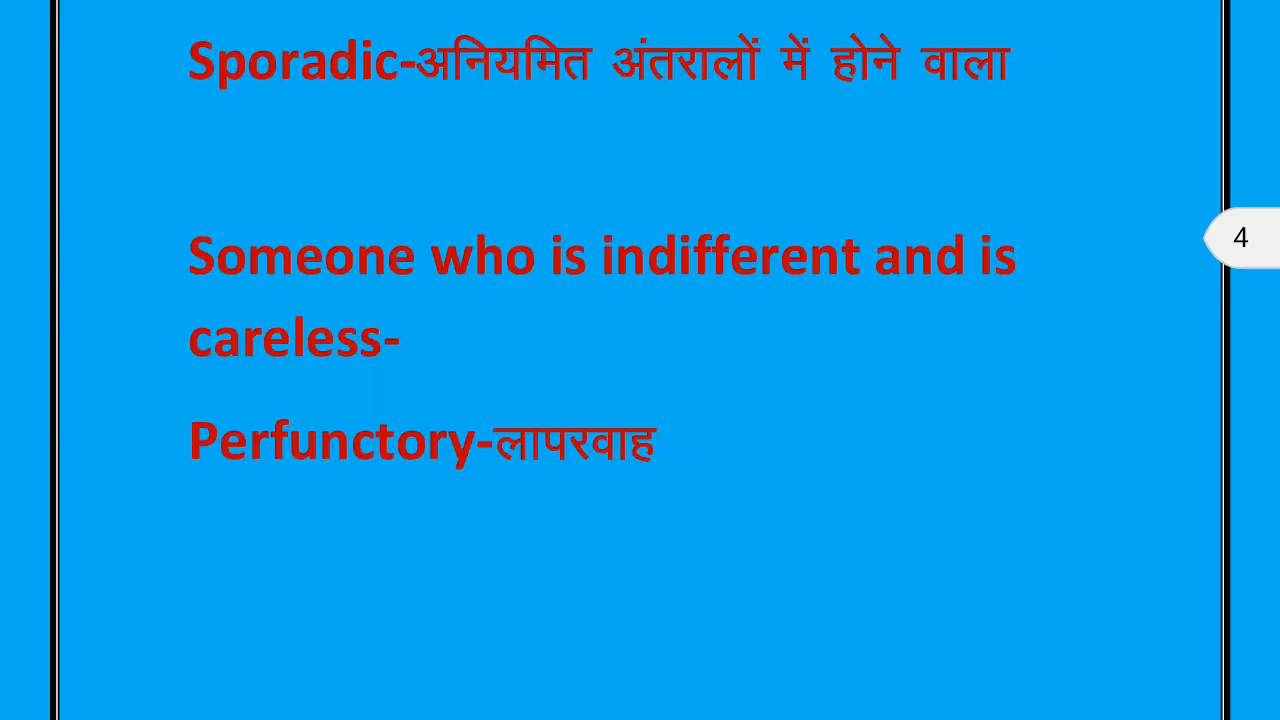 Sporadic-अनियमित अंतरालों में होने वाला
4
Someone who is indifferent and is
careless-
Perfunctory-लापरवाह